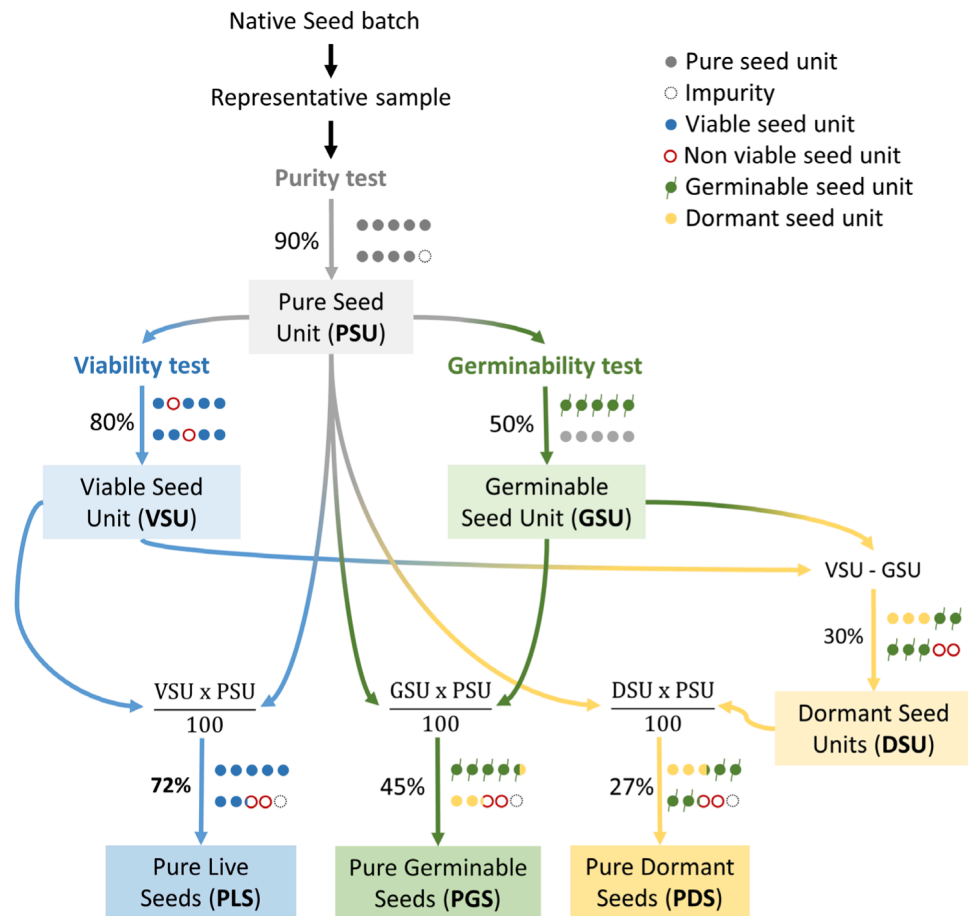 Native Seed batch
Representative sample
Purity test
90%
Pure seed unit
Impurity
Viable seed unit
Non viable seed unit
Germinable seed unit
Dormant seed unit
Pure Seed
Unit (PSU)
Viability test
80%
Germinability test
50%
Viable Seed
Unit (VSU)
Germinable
Seed Unit (GSU)
VSU - GSU
30%
Dormant Seed
Units (DSU)
VSU x PSU
100
GSU x PSU
100
DSU x PSU
100
72%
45%
27%
Pure Live
Seeds (PLS)
Pure Germinable
Seeds (PGS)
Pure Dormant
Seeds (PDS)